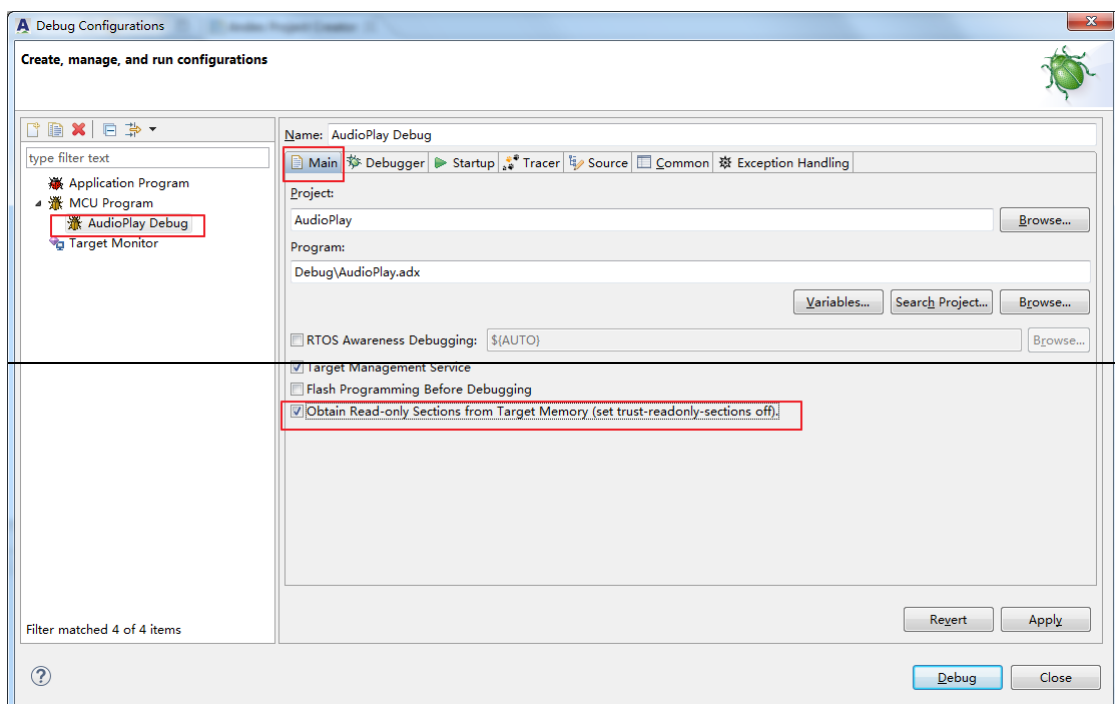 Debug Configurations
Create, manage, and run configurations
type filter text
Application Program
MCU Program
AudioPlay Debug
Target Monitor
Filter matched 4 of 4 items
Name: AudioPlay Debug
Main Debugger Startup Tracer Source Common Exception Handling
Project:
AudioPlay Browse...
Program:
Debug\AudioPlay.adx
Variables... Search Project... Browse...
RTOS Awareness Debugging: $(AUTO) Browse...
Target Management Service
Flash Programming Before Debugging
Obtain Read-only Sections from Target Memory (set trust-readonly-sections off).
Revert Apply
? Debug Close